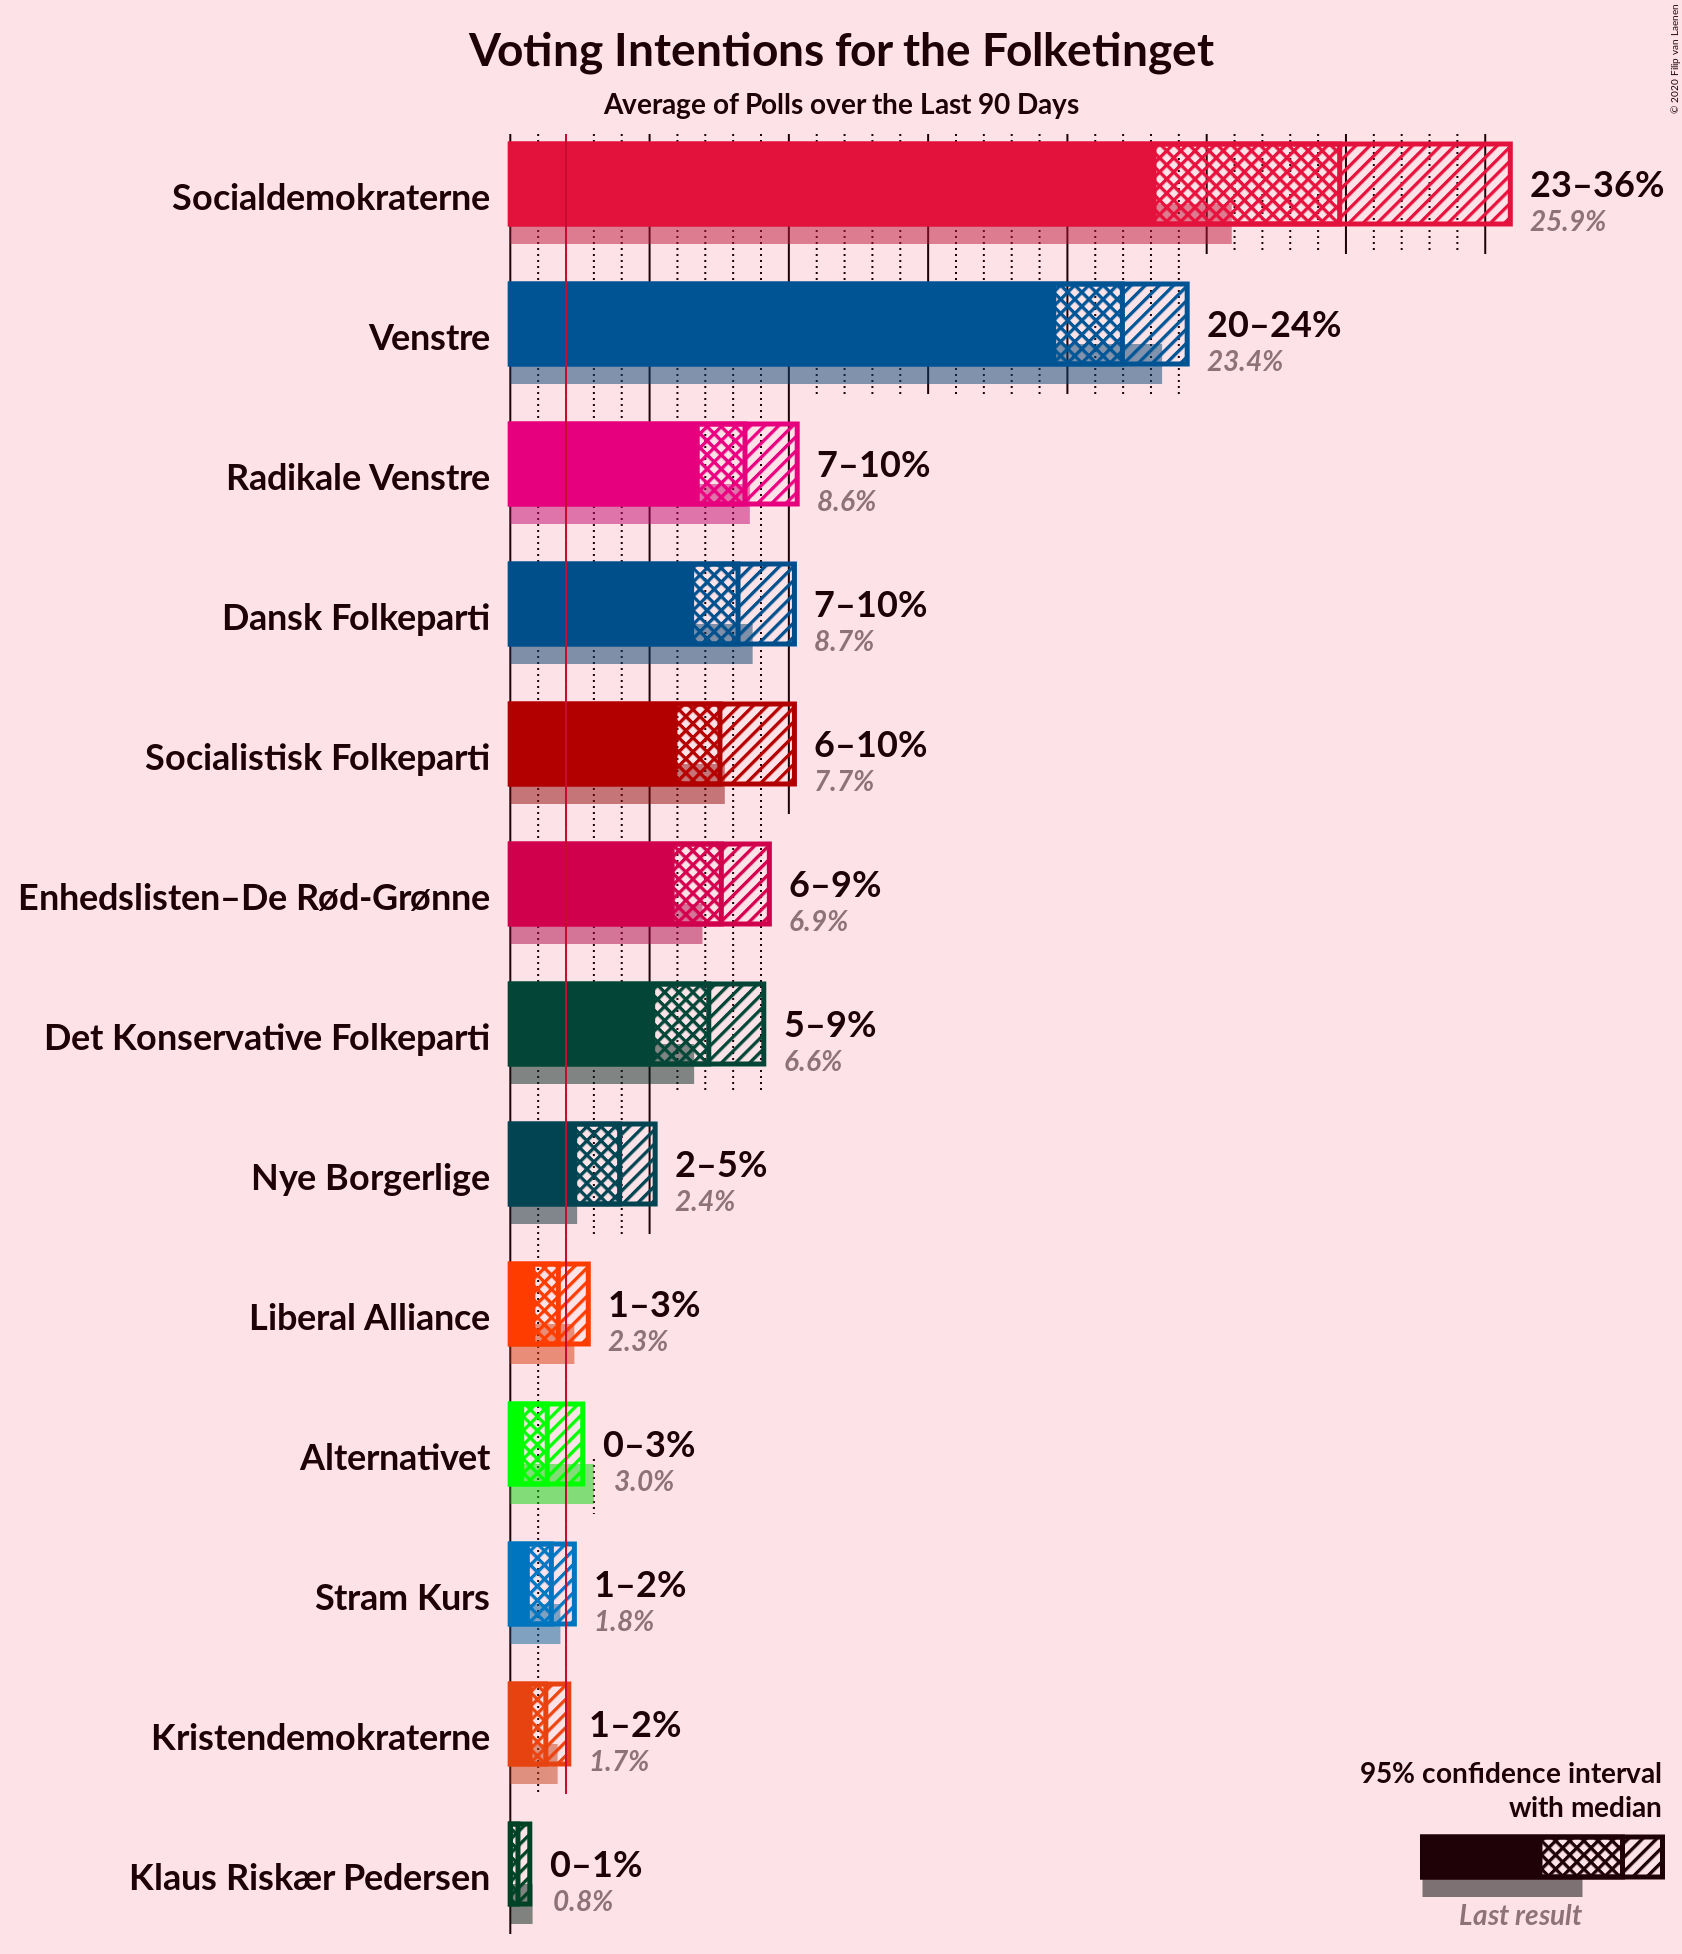 Voting Intentions for the Folketinget
Average of Polls over the Last 90 Days
© 2020 Filip van Laenen
Socialdemokraterne
23–36%
25.9%
Venstre
20–24%
23.4%
Radikale Venstre
7–10%
8.6%
Dansk Folkeparti
7–10%
8.7%
Socialistisk Folkeparti
6–10%
7.7%
Enhedslisten–De Rød-Grønne
6–9%
6.9%
Det Konservative Folkeparti
5–9%
6.6%
Nye Borgerlige
2–5%
2.4%
Liberal Alliance
1–3%
2.3%
Alternativet
0–3%
3.0%
Stram Kurs
1–2%
1.8%
Kristendemokraterne
1–2%
1.7%
Klaus Riskær Pedersen
0–1%
0.8%
95% confidence interval
with median
Last result